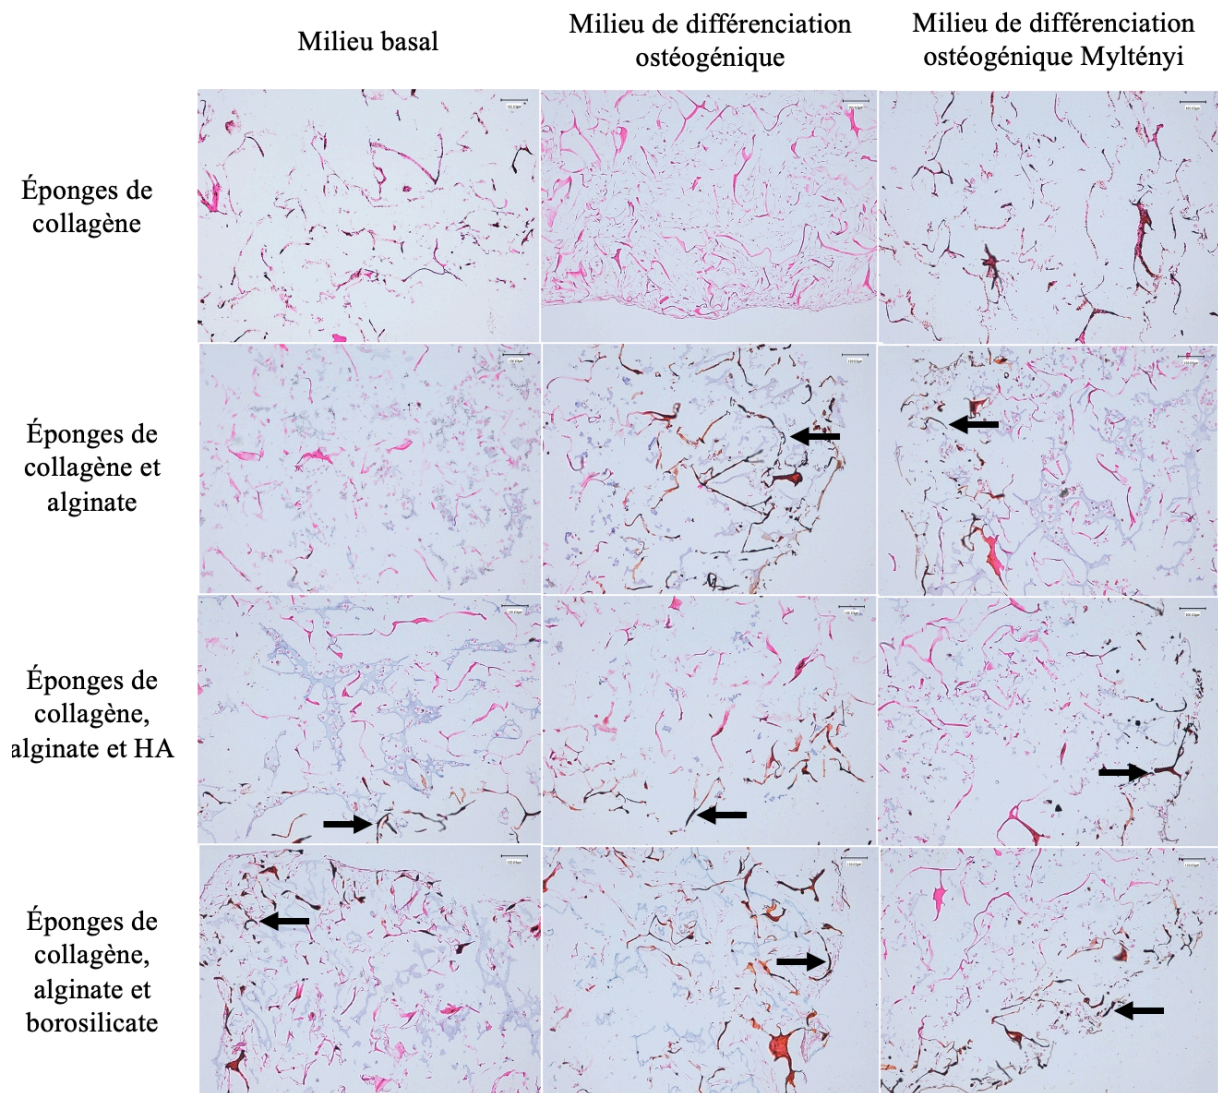 Milieu basal
Milieu de différenciation
ostéogénique
Milieu de différenciation
ostéogénique Myltényi
Éponges de
collagène
Éponges de
collagène et
alginate
Éponges de
collagène,
alginate et HA
Éponges de
collagène,
alginate et
borosilicate